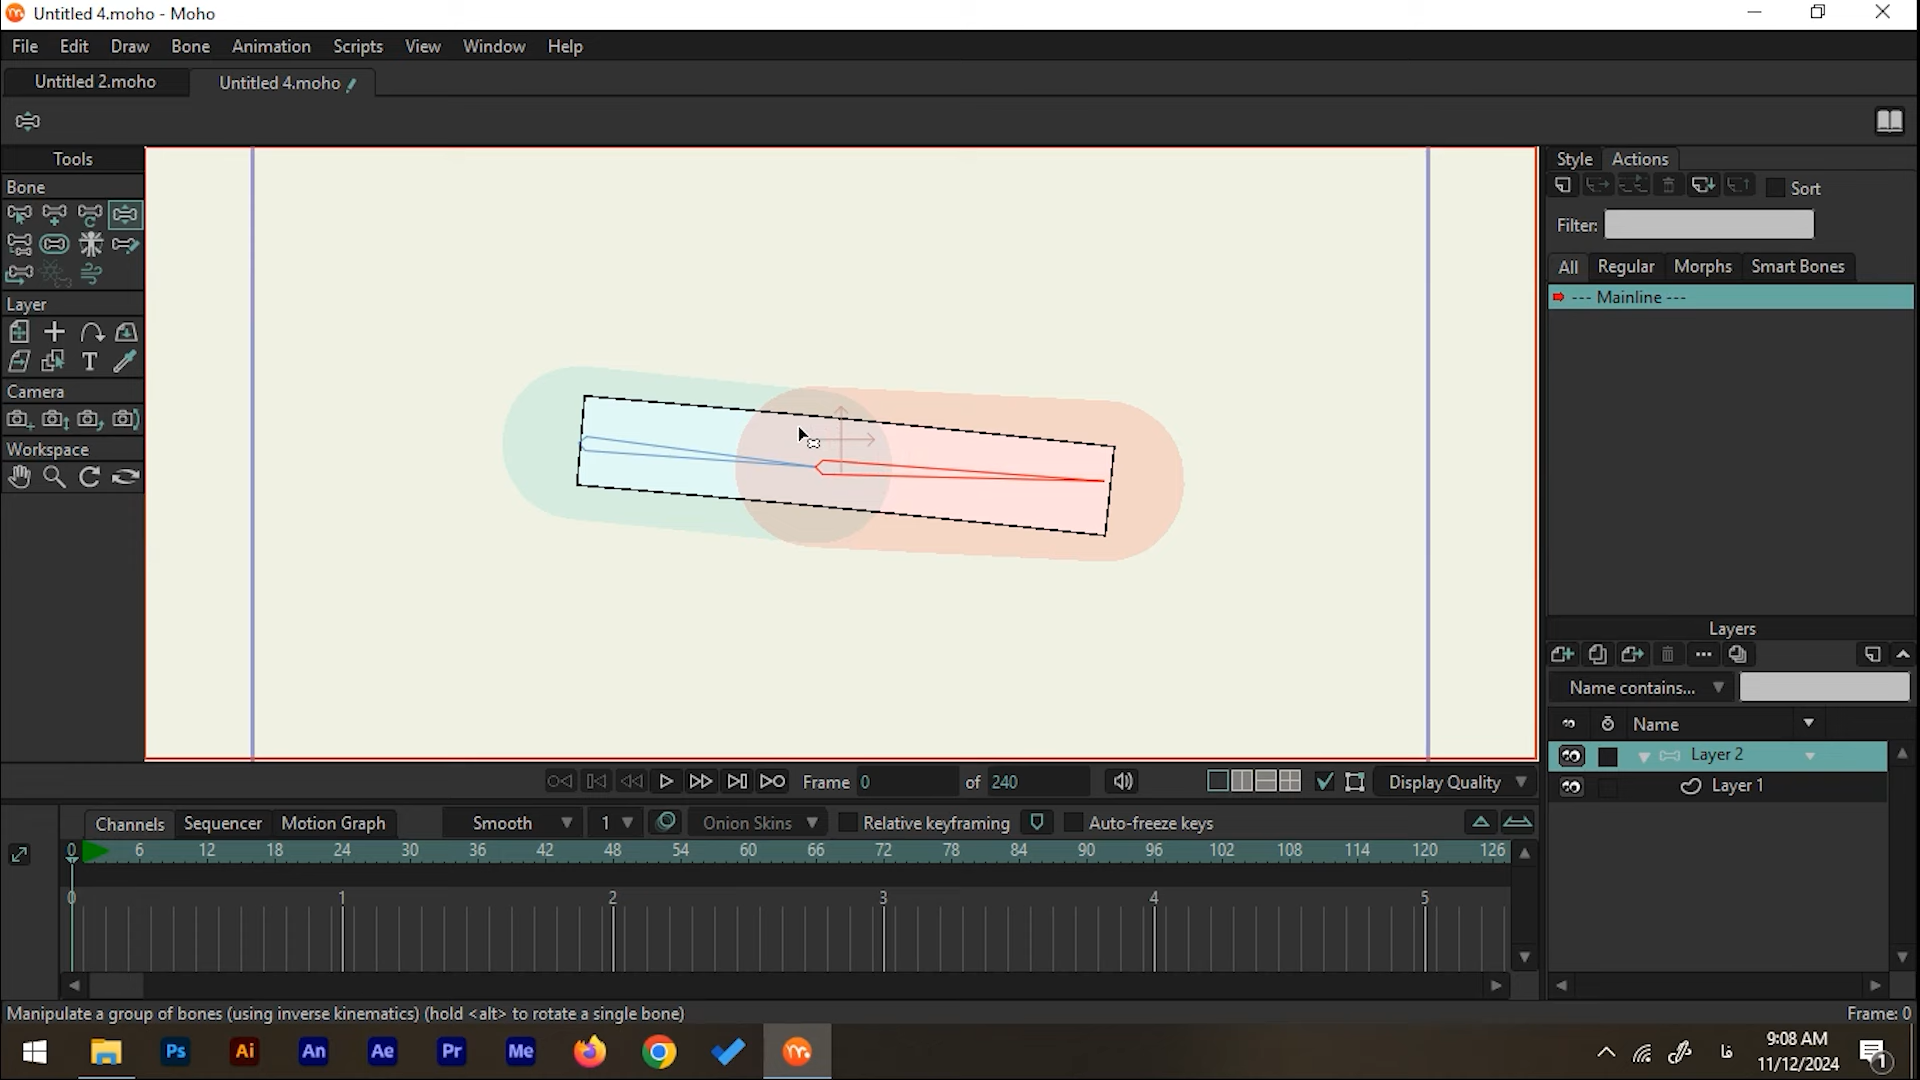 Untitled 4.moho - Moho
File Edit Draw Bone Animation Scripts View Window Help
Untitled 2.moho Untitled 4.moho
Tools
Bone
Layer
T
Camera
Workspace
Style Actions
Sort
Filter:
All Regular Morphs Smart Bones
--- Mainline ---
Layers
Name contains...
Name
Layer 2
Layer 1
Frame 0 of 240 Display Quality
Channels Sequencer Motion Graph Smooth 1 Onion Skins Relative keyframing Auto-freeze keys
0 6 12 18 24 30 36 42 48 54 60 66 72 78 84 90 96 102 108 114 120 126
0 1 2 3 4 5
Manipulate a group of bones (using inverse kinematics) (hold <alt> to rotate a single bone) Frame: 0
Ps Ai An Ae Pr Me
فا
9:08 AM
11/12/2024
1